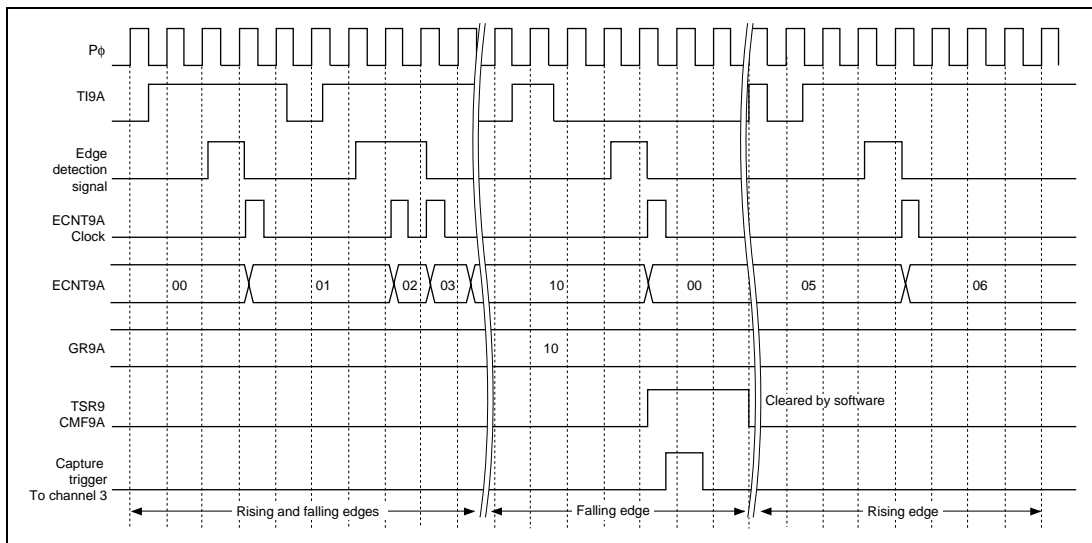 Pφ
TI9A
Edge
detection
signal
ECNT9A
Clock
ECNT9A
00
01
02
03
10
00
05
06
GR9A
10
TSR9
CMF9A
Cleared by software
Capture
trigger
To channel 3
Rising and falling edges
Falling edge
Rising edge